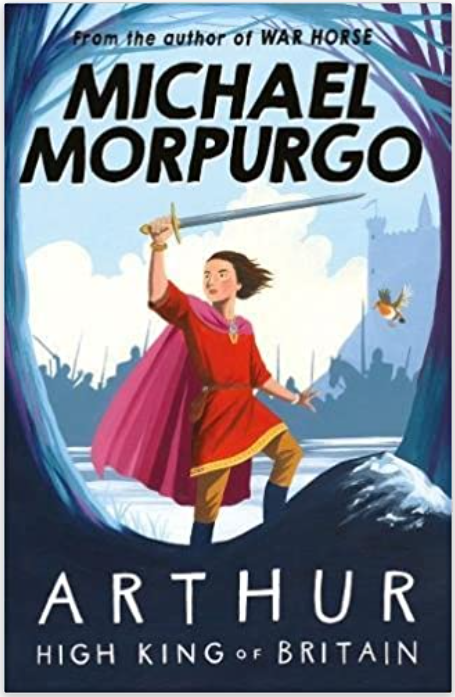 From the author of WAR HORSE
MICHAEL
MORPURGO
ARTHUR
HIGH KING OF BRITAIN